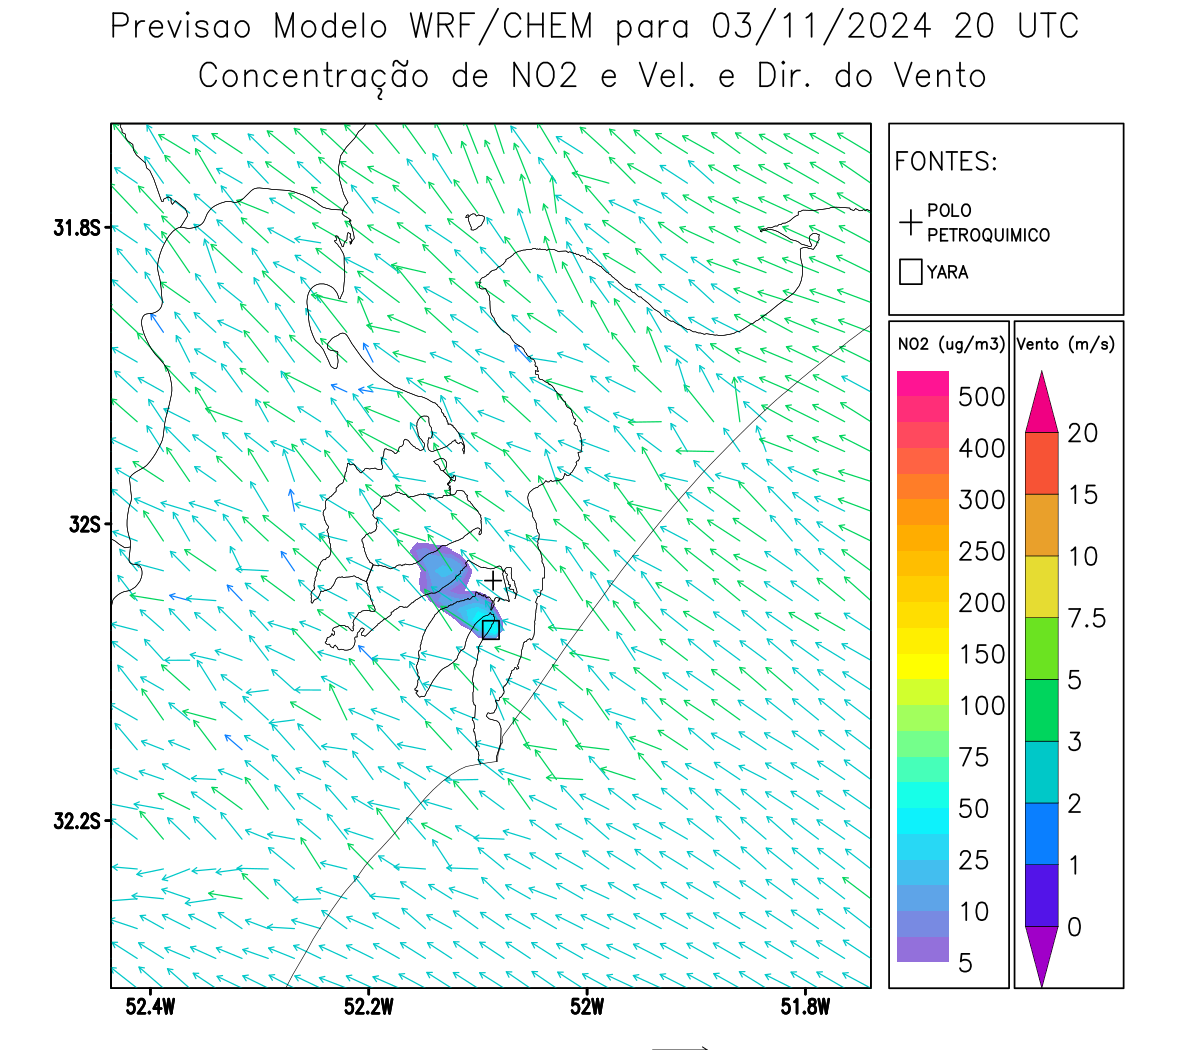 Previsao Modelo WRF/CHEM para 03/11/2024 20 UTC
Concentração de NO2 e Vel. e Dir. do Vento
FONTES:
POLO
PETROQUIMICO
YARA
NO2 (ug/m3)
500
400
300
250
200
150
100
75
50
25
10
5
Vento (m/s)
20
15
10
7.5
5
3
2
1
0
31.8S
32S
32.2S
52.4W
52.2W
52W
51.8W